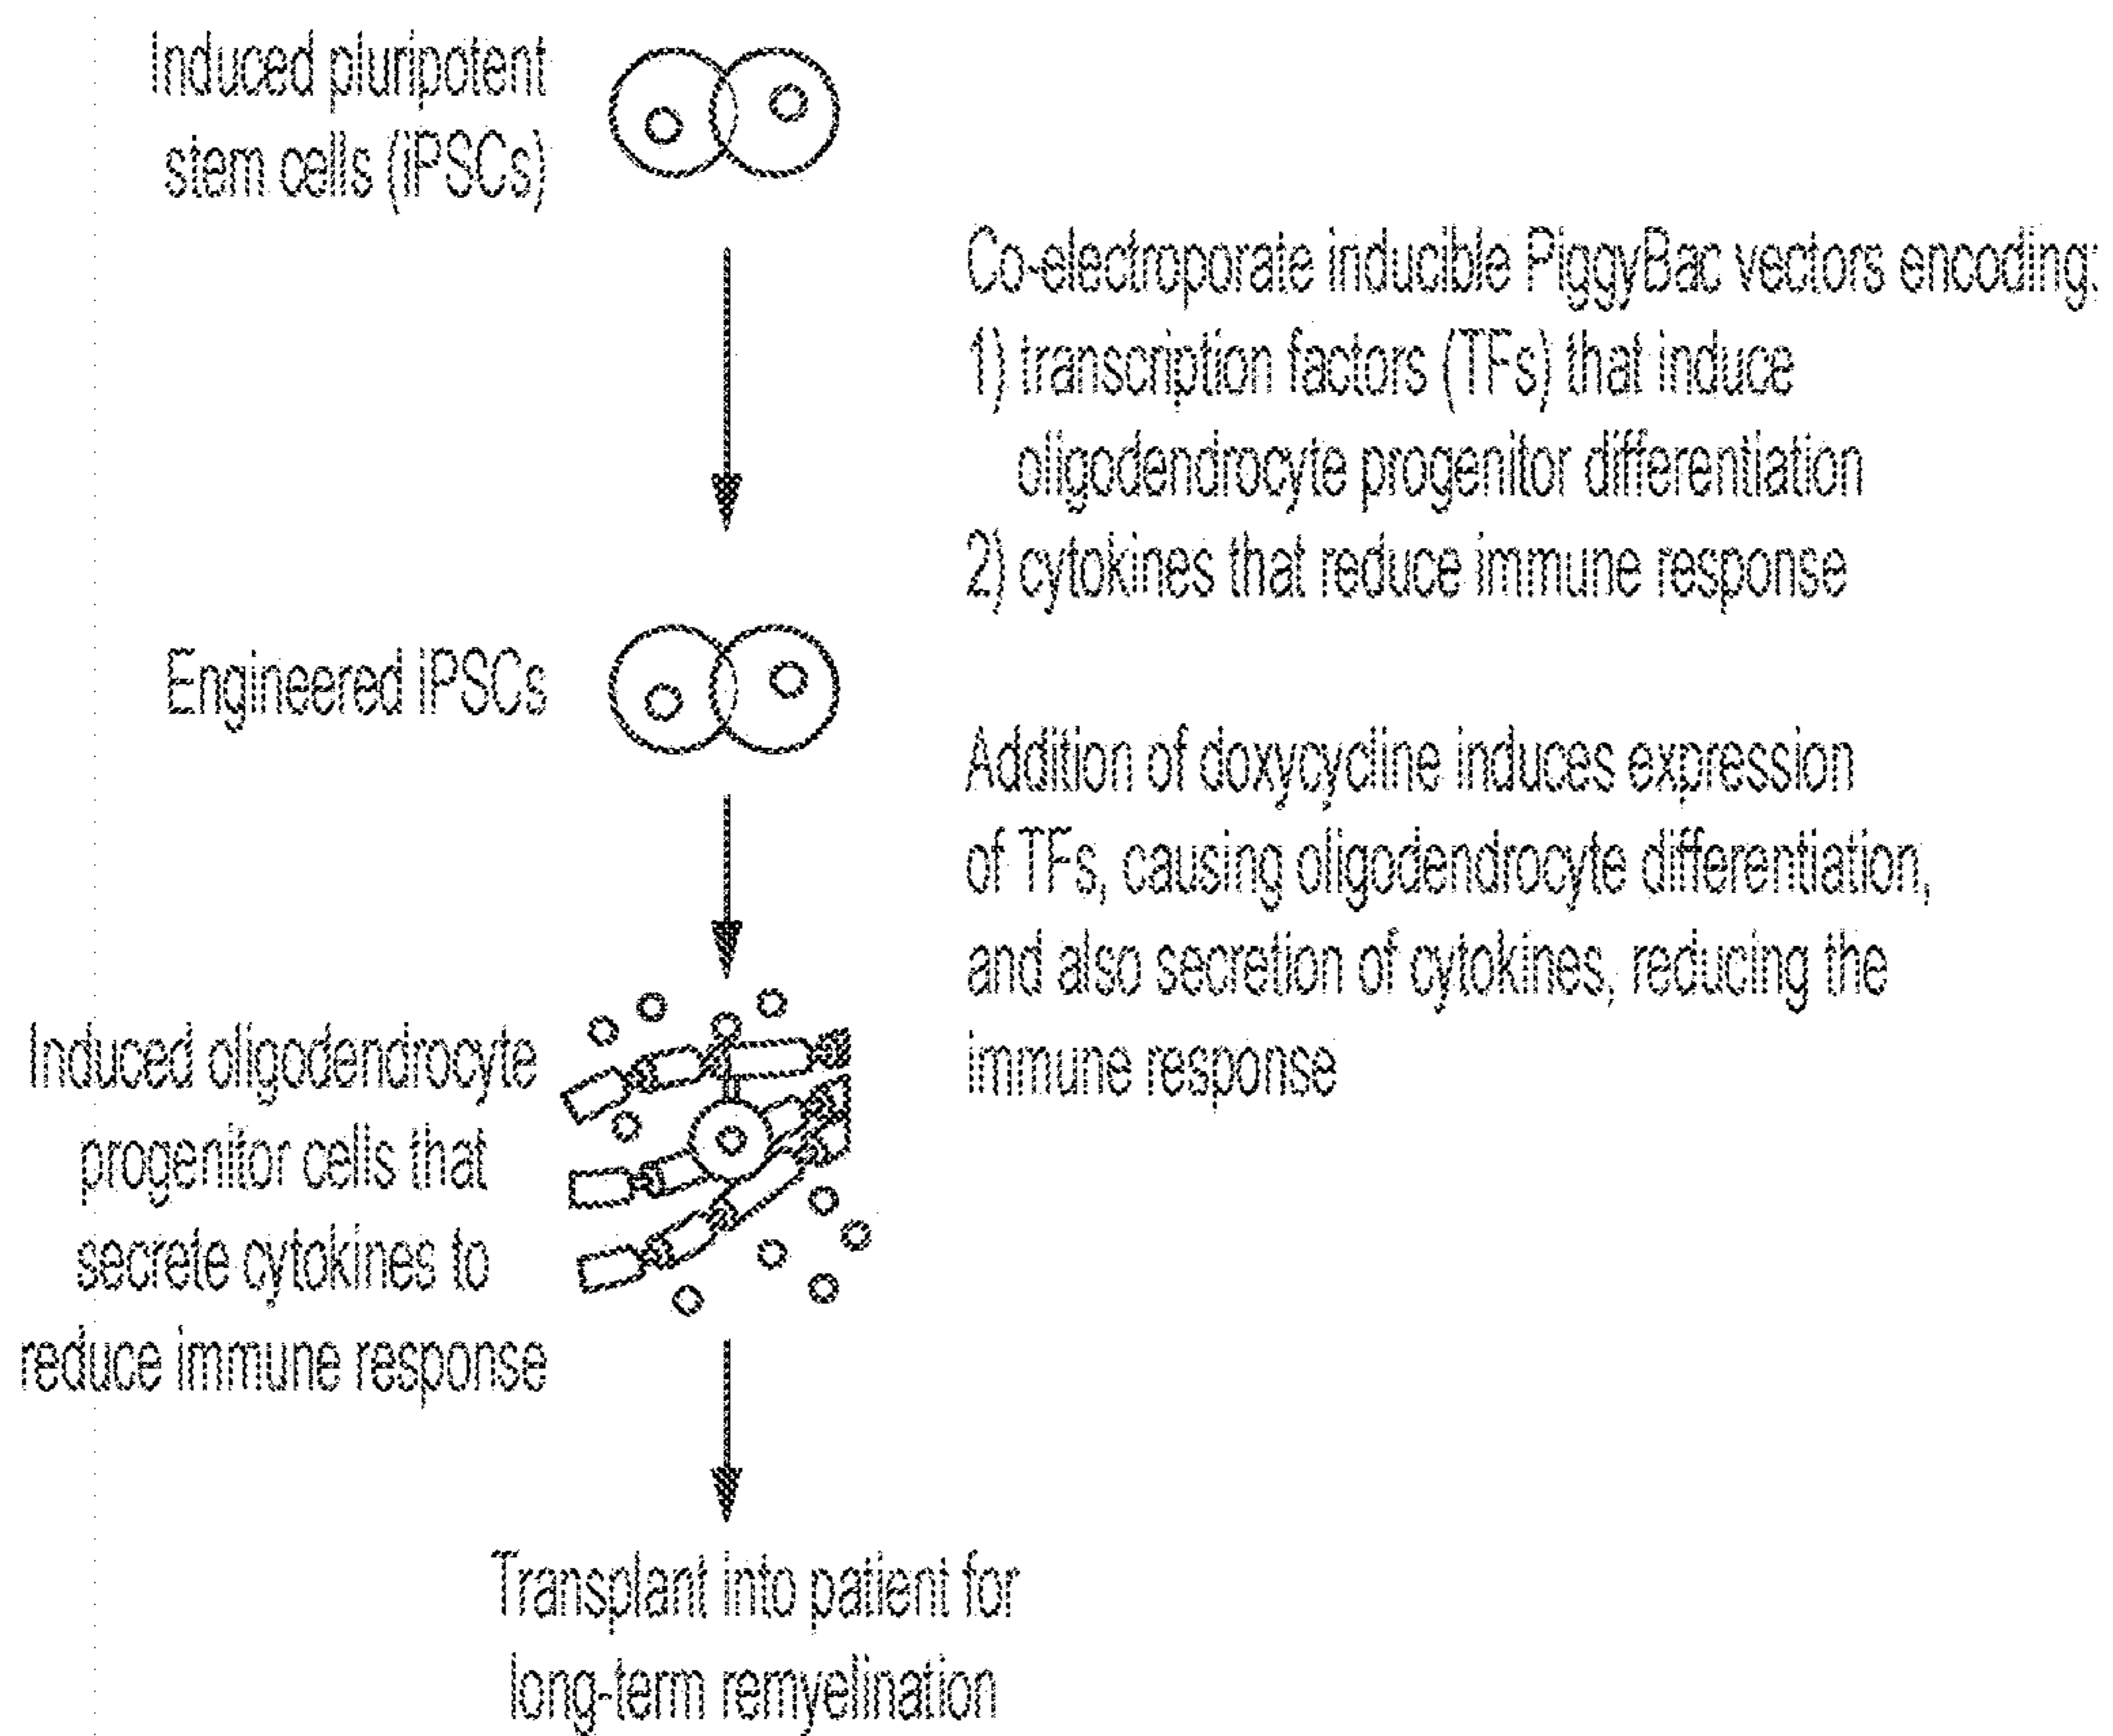 Induced pluripotent
stem cells (iPSCs)
Co-electroporate inducible PiggyBac vectors encoding:
1) transcription factors (TFs) that induce
oligodendrocyte progenitor differentiation
2) cytokines that reduce immune response
Engineered iPSCs
Addition of doxycycline induces expression
of TFs, causing oligodendrocyte differentiation,
and also secretion of cytokines, reducing the
immune response
Induced oligodendrocyte
progenitor cells that
secrete cytokines to
reduce immune response
Transplant into patient for
long-term remyelination